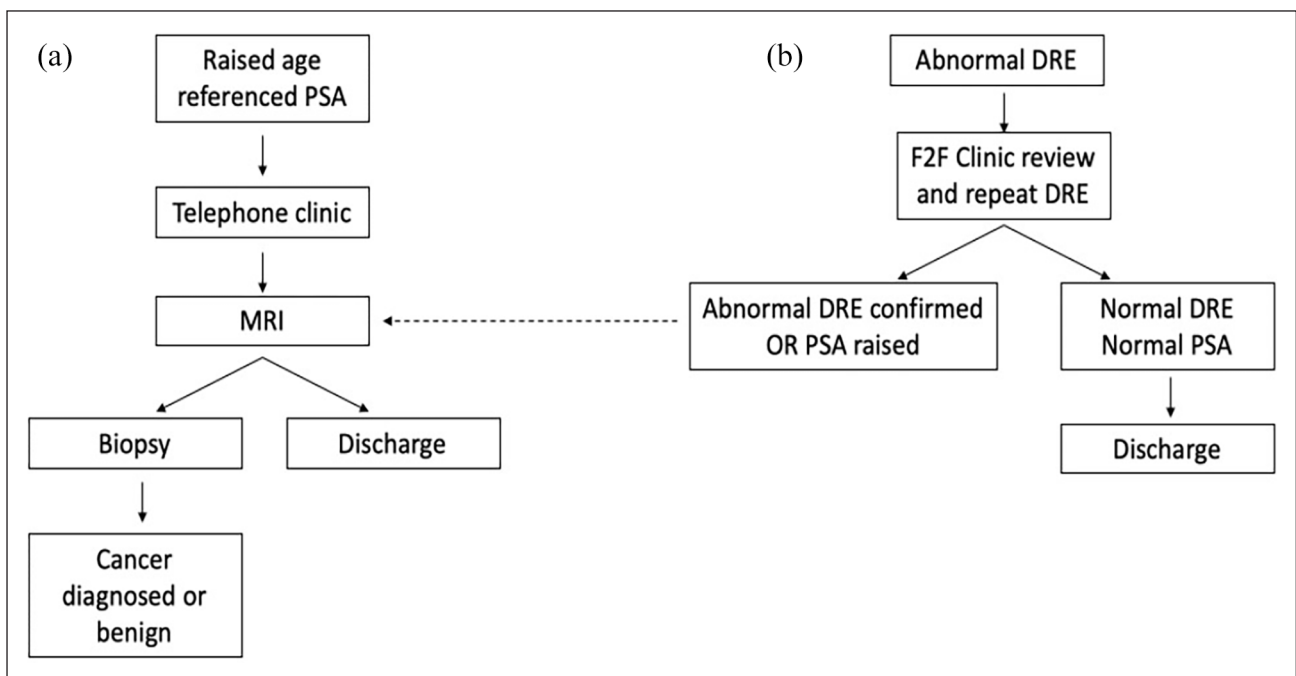 (a)
Raised age
referenced PSA
Telephone clinic
MRI
Biopsy
Discharge
Cancer
diagnosed or
benign
(b)
Abnormal DRE
F2F Clinic review
and repeat DRE
Abnormal DRE confirmed
OR PSA raised
Normal DRE
Normal PSA
Discharge